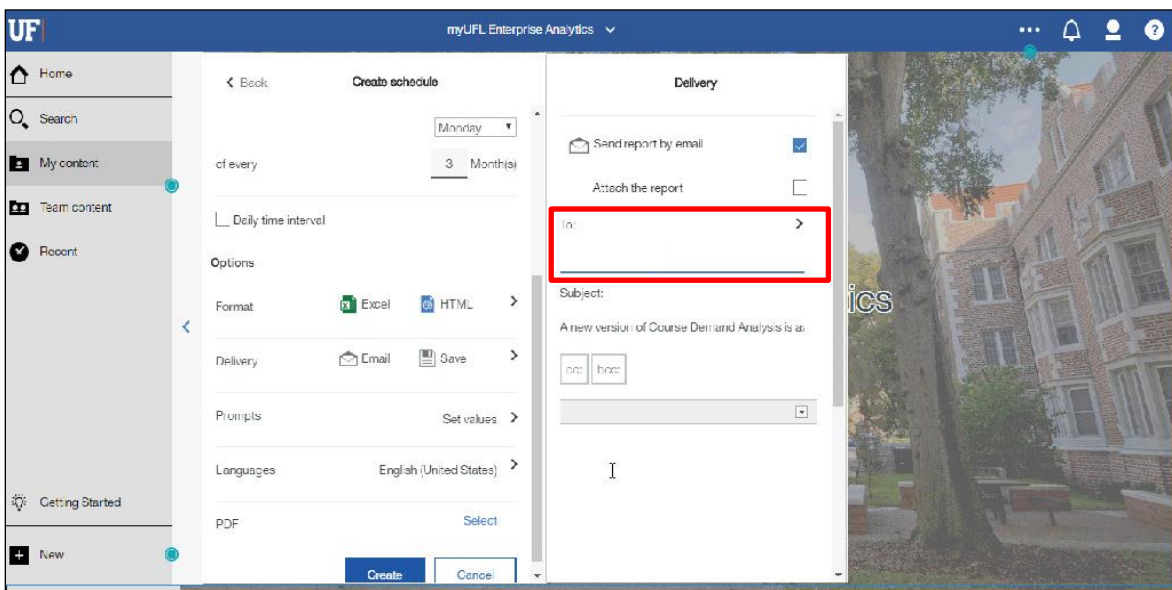 UF
myUFL Enterprise Analytics
Home
Search
My content
Team content
Recent
Getting Started
New
Back
Create schedule
Monday
of every
3 Month(s)
Daily time interval
Options
Format
Excel
HTML
Delivery
Email
Save
Prompts
Set values
Languages
English (United States)
PDF
Select
Create
Cancel
Delivery
Send report by email
Attach the report
To:
Subject:
A new version of Course Demand Analysis is a
cc:
bcc:
ics